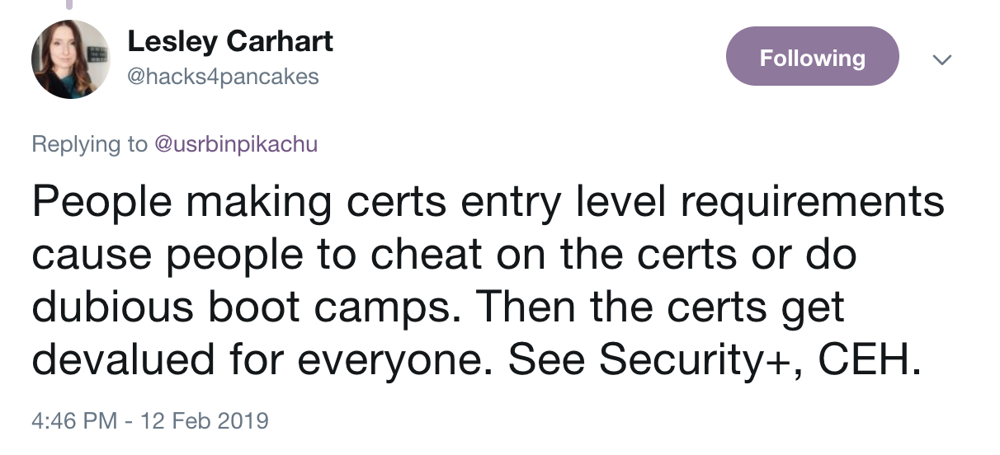 Lesley Carhart
@hacks4pancakes
Following
Replying to @usrbinpikachu
People making certs entry level requirements
cause people to cheat on the certs or do
dubious boot camps. Then the certs get
devalued for everyone. See Security+, CEH.
4:46 PM - 12 Feb 2019